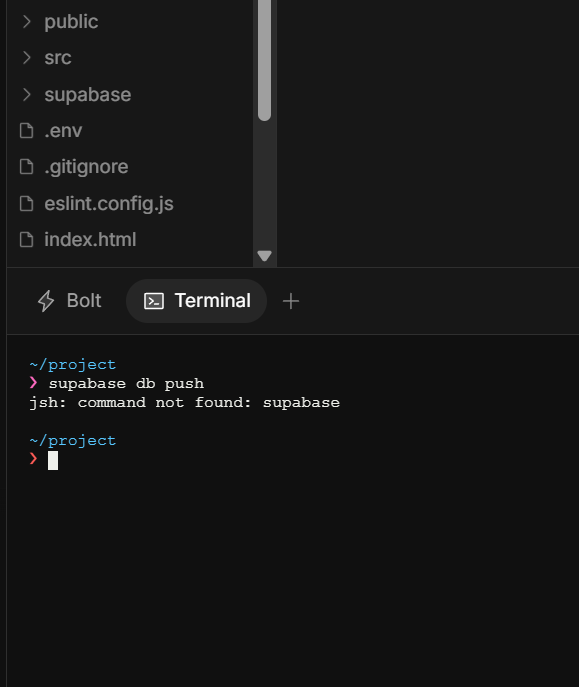 public
src
supabase
.env
.gitignore
eslint.config.js
index.html
Bolt Terminal
~/project
❯ supabase db push
jsh: command not found: supabase
~/project
❯